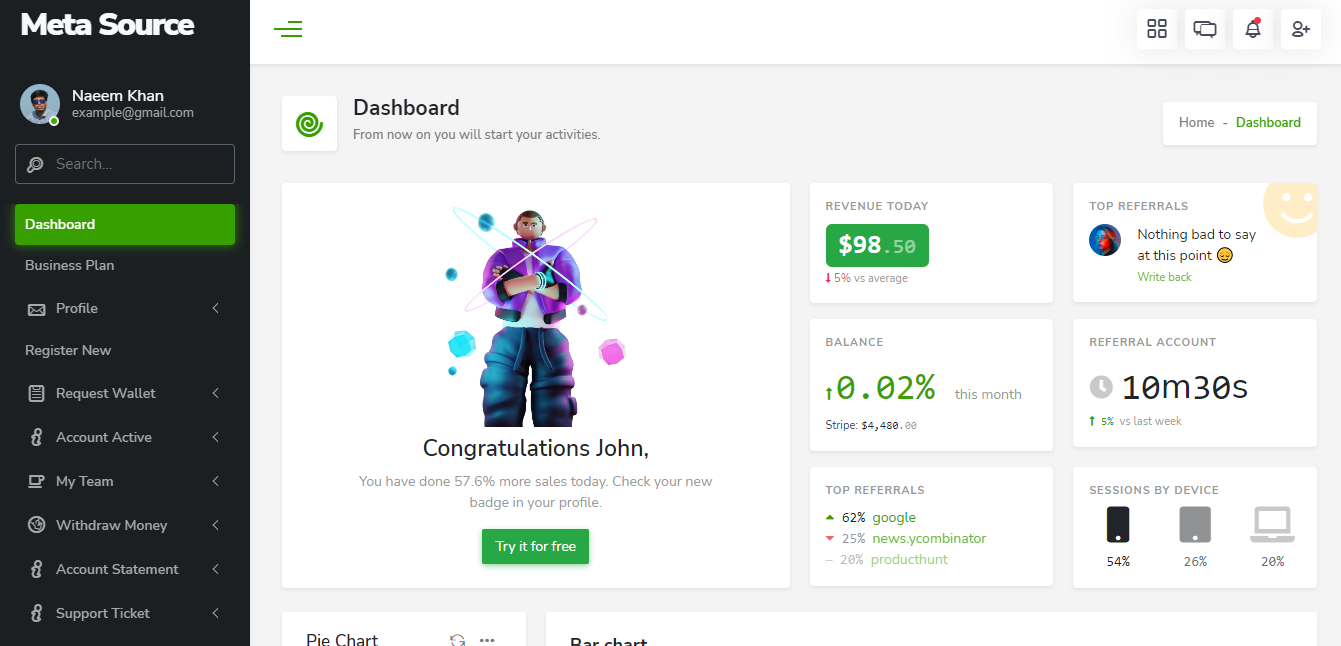 Meta Source
Naeem Khan
example@gmail.com
Search...
Dashboard
Business Plan
Profile
Register New
Request Wallet
Account Active
My Team
Withdraw Money
Account Statement
Support Ticket
Dashboard
From now on you will start your activities.
Home - Dashboard
Congratulations John,
You have done 57.6% more sales today. Check your new
badge in your profile.
Try it for free
REVENUE TODAY
$98.50
5% vs average
TOP REFERRALS
Nothing bad to say
at this point 😌
Write back
BALANCE
0.02% this month
Stripe: $4,480.00
REFERRAL ACCOUNT
10m30s
5% vs last week
TOP REFERRALS
62% google
25% news.ycombinator
— 20% producthunt
SESSIONS BY DEVICE
54% 26% 20%
Pie Chart
Bar chart